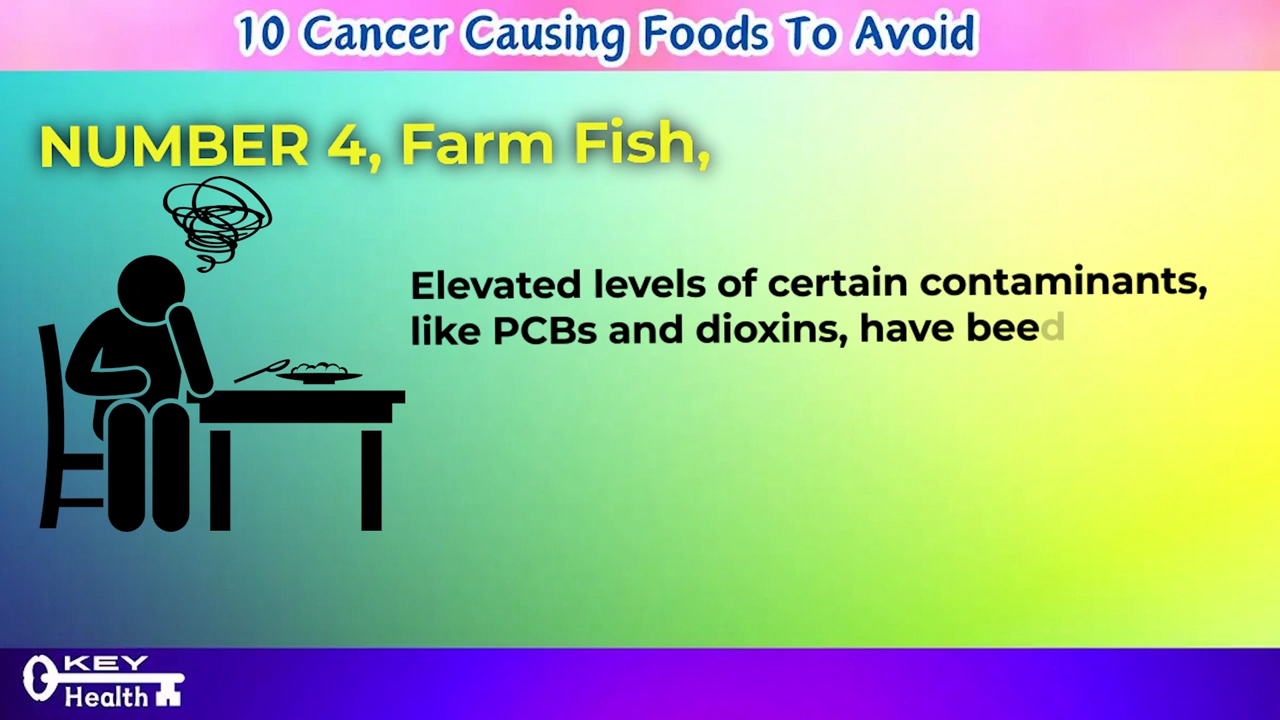 10 Cancer Causing Foods To Avoid
NUMBER 4, Farm Fish,
Elevated levels of certain contaminants,
like PCBs and dioxins, have beed
KEY
Health